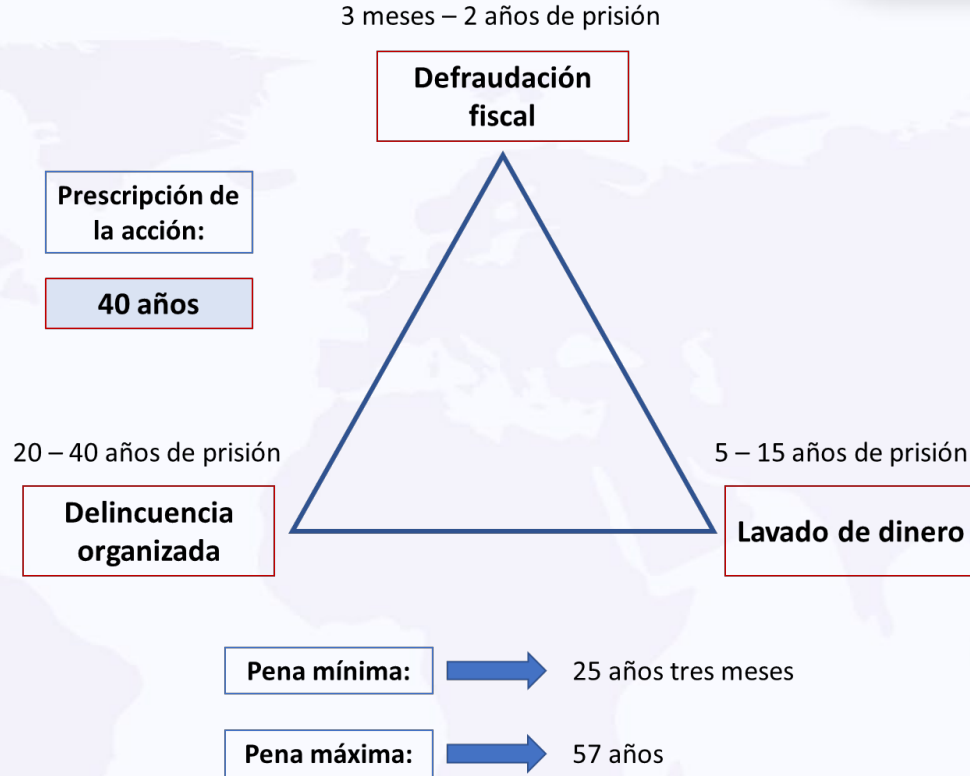 3 meses – 2 años de prisión
Defraudación
fiscal
Prescripción de
la acción:
40 años
20 – 40 años de prisión
Delincuencia
organizada
5 – 15 años de prisión
Lavado de dinero
Pena mínima:
25 años tres meses
Pena máxima:
57 años